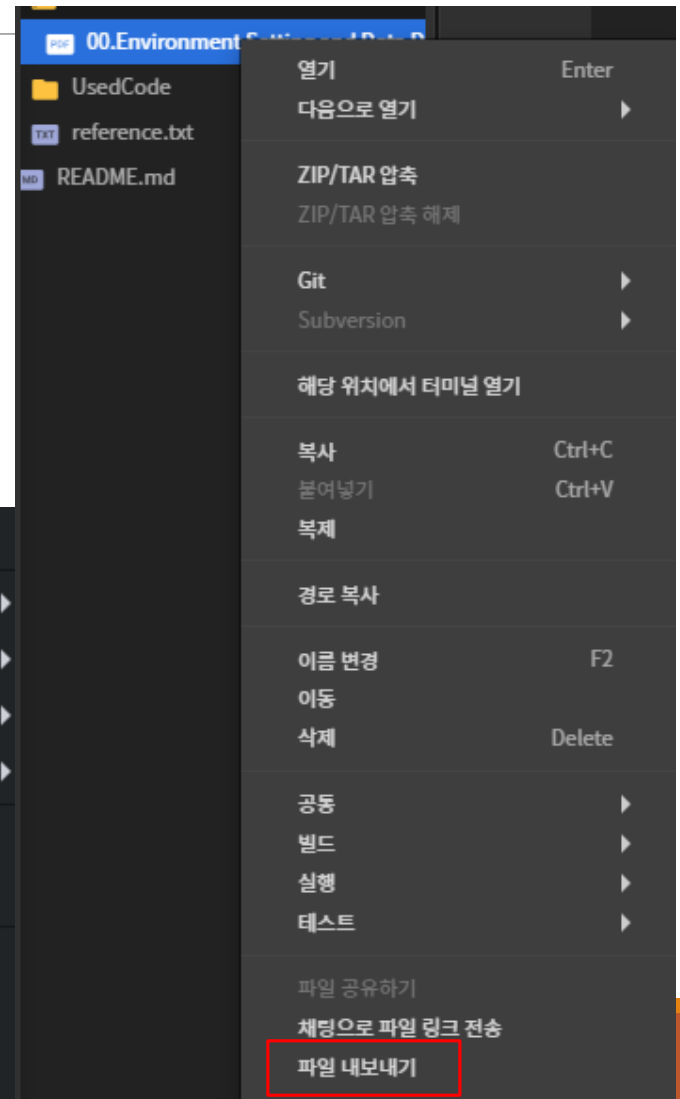 PDF 00.Environment
UsedCode
TXT reference.txt
MD README.md
열기 Enter
다음으로 열기
ZIP/TAR 압축
ZIP/TAR 압축 해제
Git
Subversion
해당 위치에서 터미널 열기
복사 Ctrl+C
붙여넣기 Ctrl+V
복제
경로 복사
이름 변경 F2
이동
삭제 Delete
공통
빌드
실행
테스트
파일 공유하기
채팅으로 파일 링크 전송
파일 내보내기